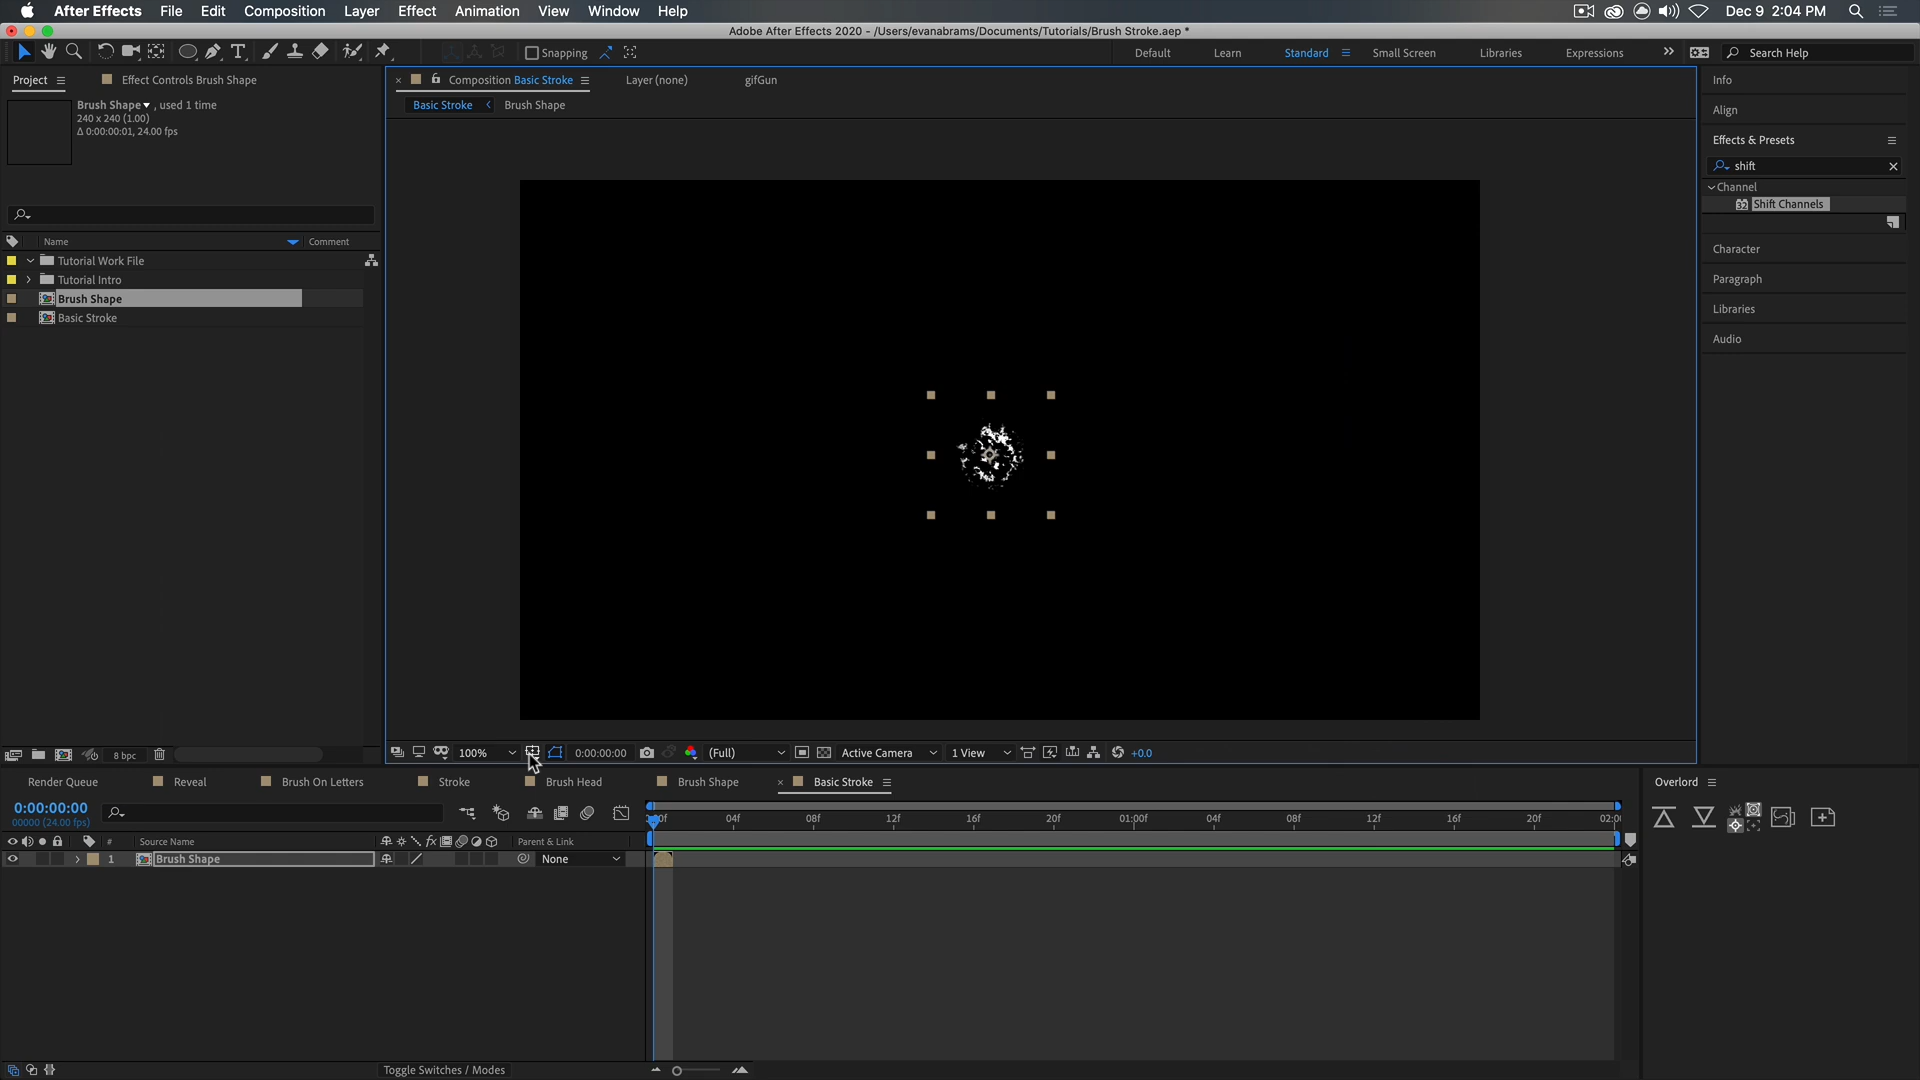 After Effects File Edit Composition Layer Effect Animation View Window Help Dec 9 2:04 PM
Adobe After Effects 2020 - /Users/evanabrams/Documents/Tutorials/Brush Stroke.aep *
Snapping Default Learn Standard Small Screen Libraries Expressions Search Help
Project Effect Controls Brush Shape Composition Basic Stroke Layer (none) gifGun Info
Brush Shape , used 1 time Basic Stroke Brush Shape
240 x 240 (1.00)
Δ 0:00:00:01, 24.00 fps
Align
Effects & Presets
shift
Channel
32 Shift Channels
Name Comment
Tutorial Work File
Tutorial Intro
Brush Shape
Basic Stroke
Character
Paragraph
Libraries
Audio
8 bpc 100% 0:00:00:00 (Full) Active Camera 1 View +0.0
Render Queue Reveal Brush On Letters Stroke Brush Head Brush Shape Basic Stroke Overlord
0:00:00:00
00000 (24.00 fps)
04f 08f 12f 16f 20f 01:00f 04f 08f 12f 16f 20f
# Source Name Parent & Link
1 Brush Shape None
Toggle Switches / Modes